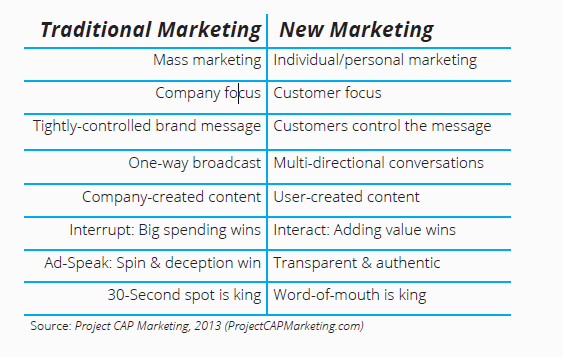 Traditional Marketing New Marketing
Mass marketing Individual/personal marketing
Company focus Customer focus
Tightly-controlled brand message Customers control the message
One-way broadcast Multi-directional conversations
Company-created content User-created content
Interrupt: Big spending wins Interact: Adding value wins
Ad-Speak: Spin & deception win Transparent & authentic
30-Second spot is king Word-of-mouth is king
Source: Project CAP Marketing, 2013 (ProjectCAPMarketing.com)